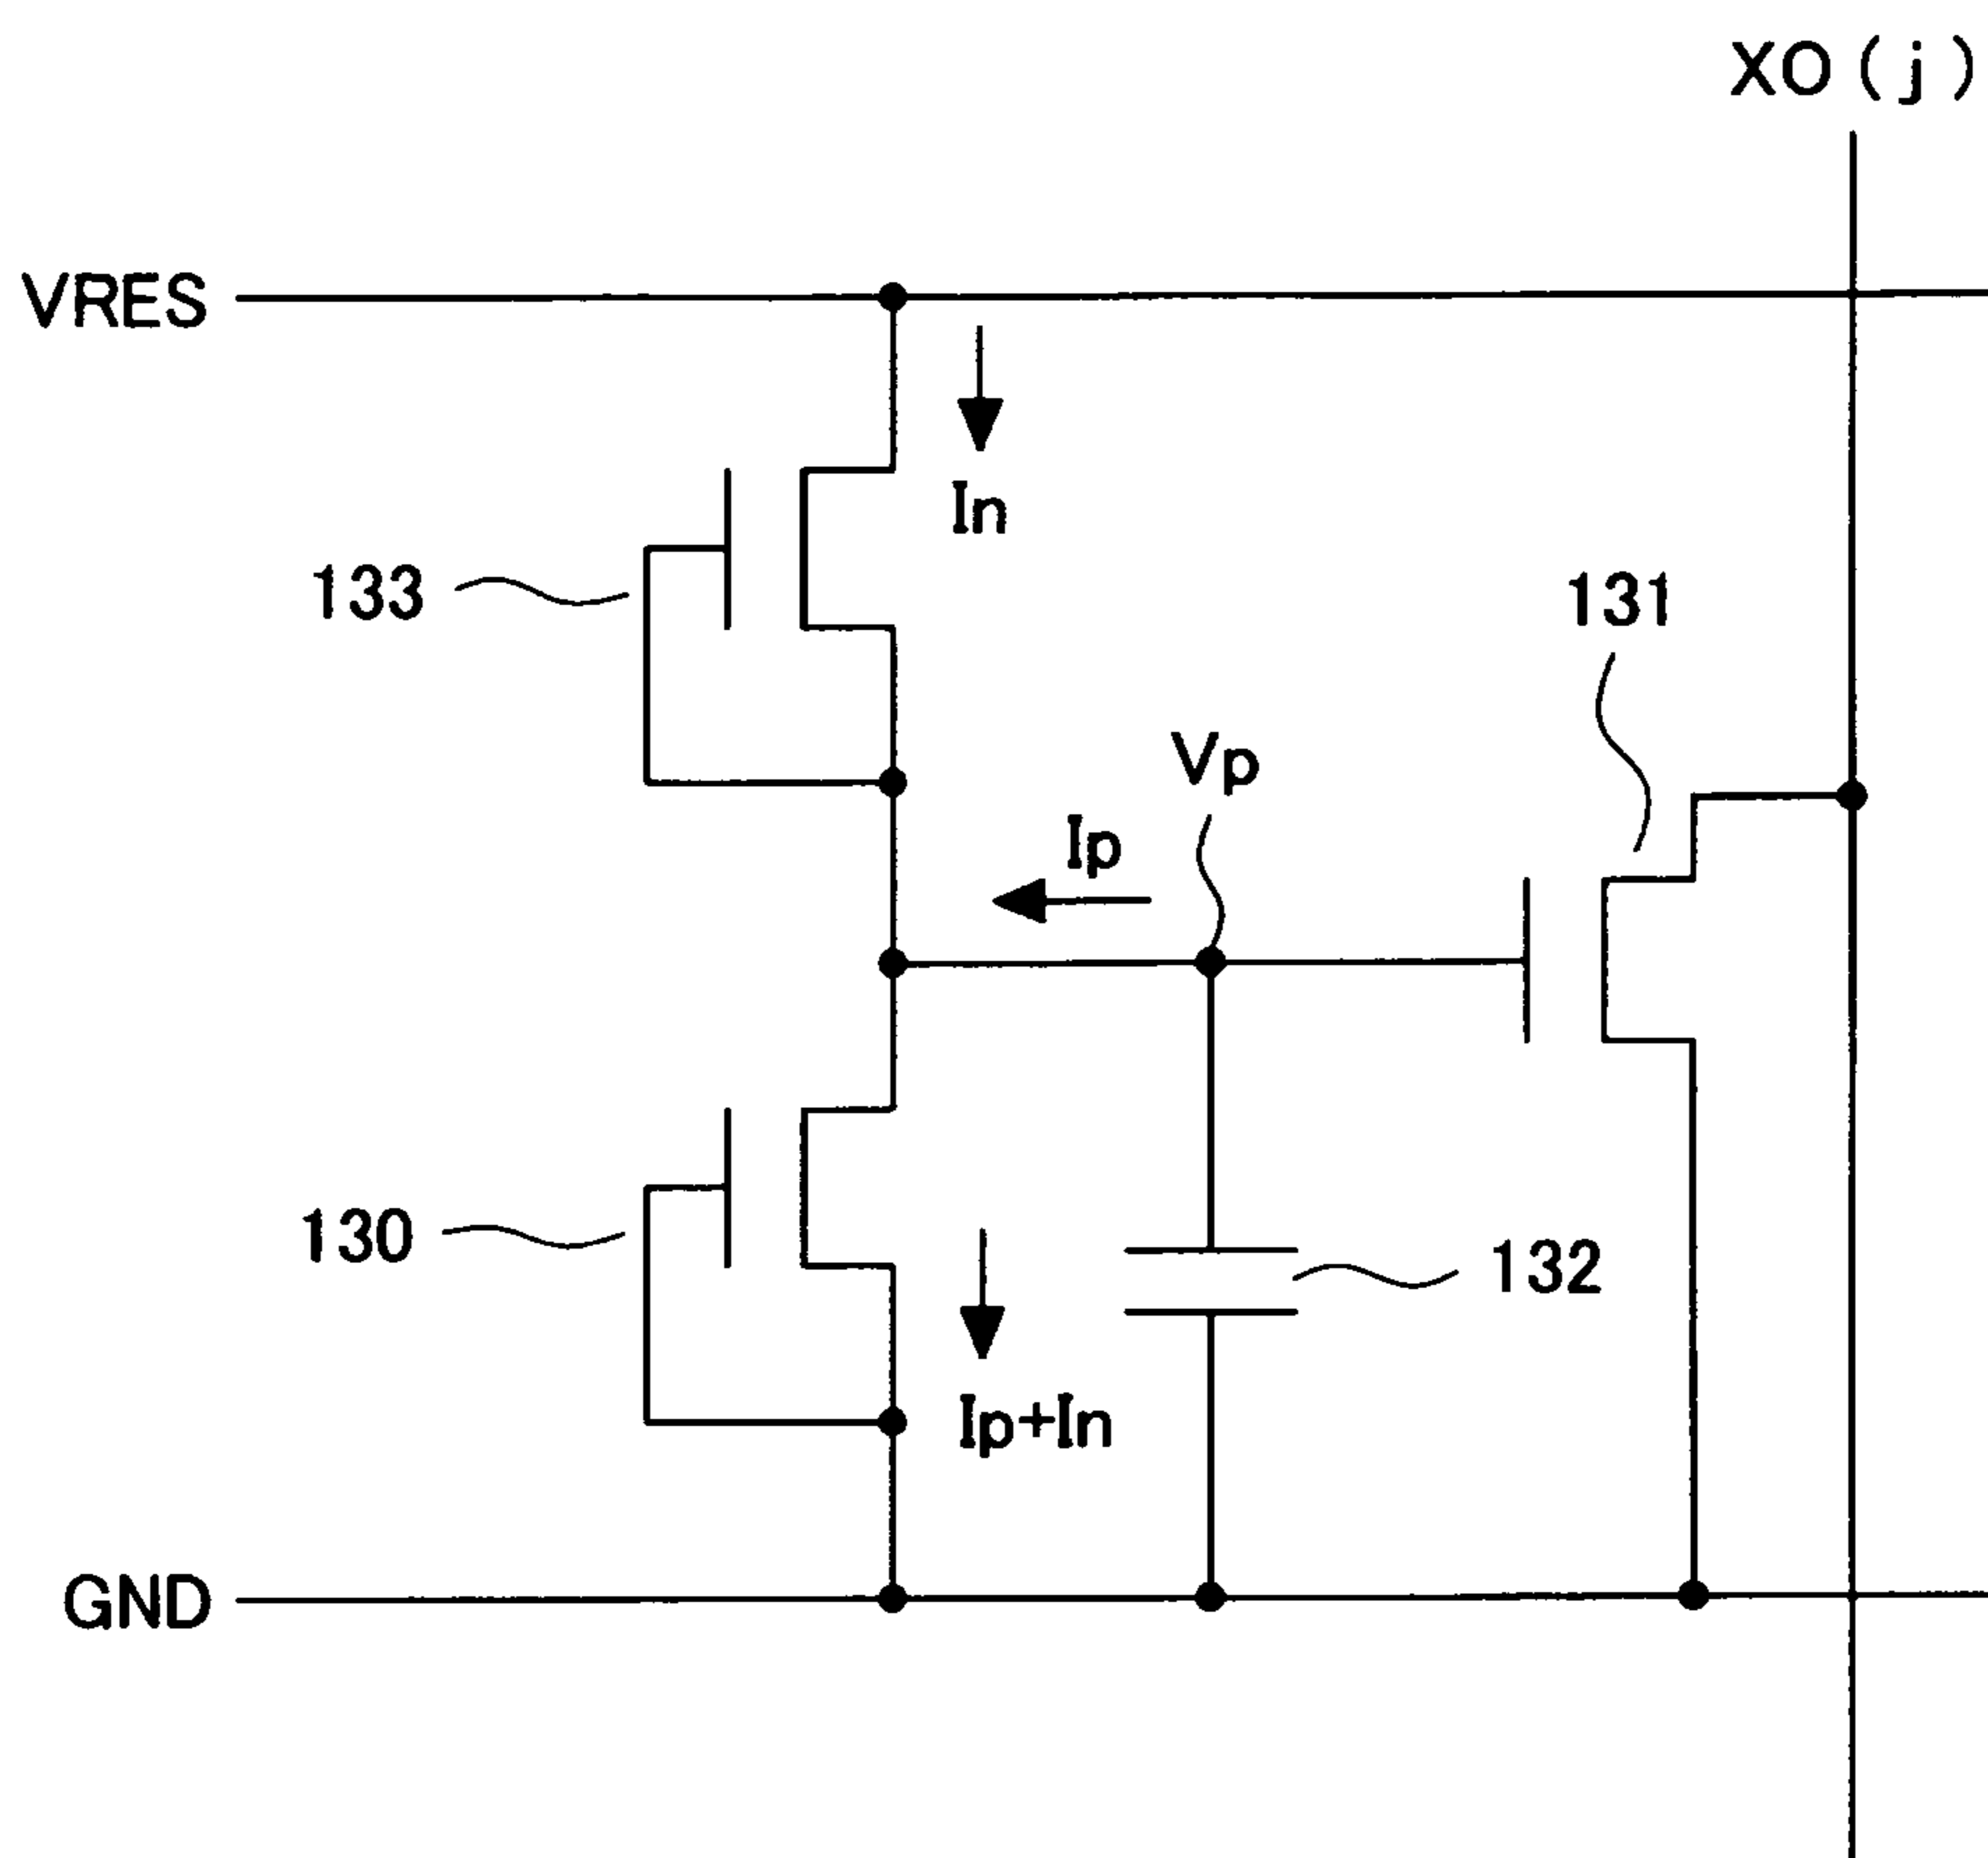 XO(j)
VRES
In
133
131
Vp
Ip
130
132
Ip+In
GND